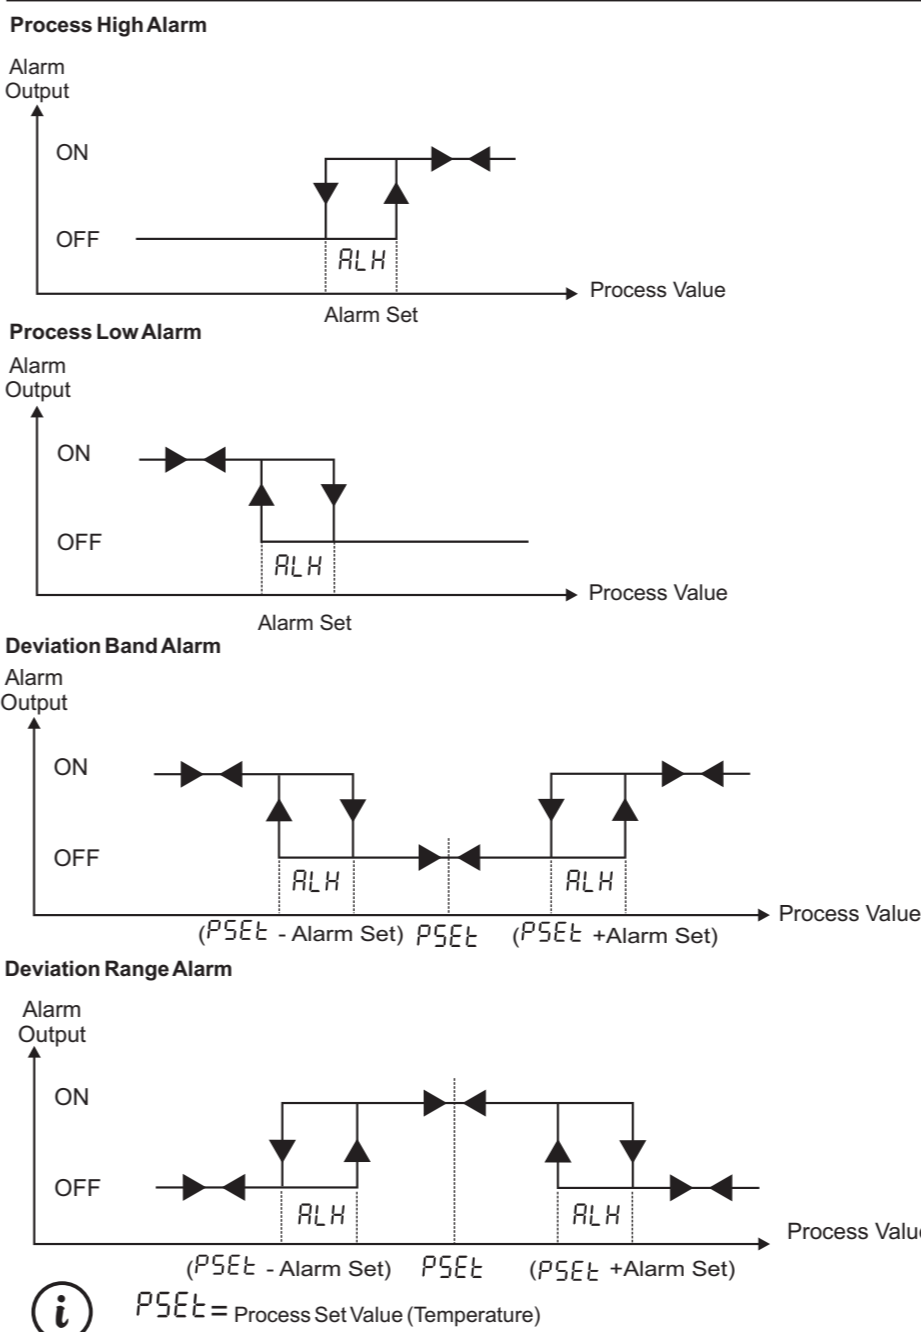 Process High Alarm
Alarm
Output
ON
OFF
ALH
Process Value
Alarm Set
Process Low Alarm
Alarm
Output
ON
OFF
ALH
Process Value
Alarm Set
Deviation Band Alarm
Alarm
Output
ON
OFF
ALH ALH
Process Value
(PSEt - Alarm Set) PSEt (PSEt +Alarm Set)
Deviation Range Alarm
Alarm
Output
ON
OFF
ALH ALH
Process Value
(PSEt - Alarm Set) PSEt (PSEt +Alarm Set)
i PSEt= Process Set Value (Temperature)